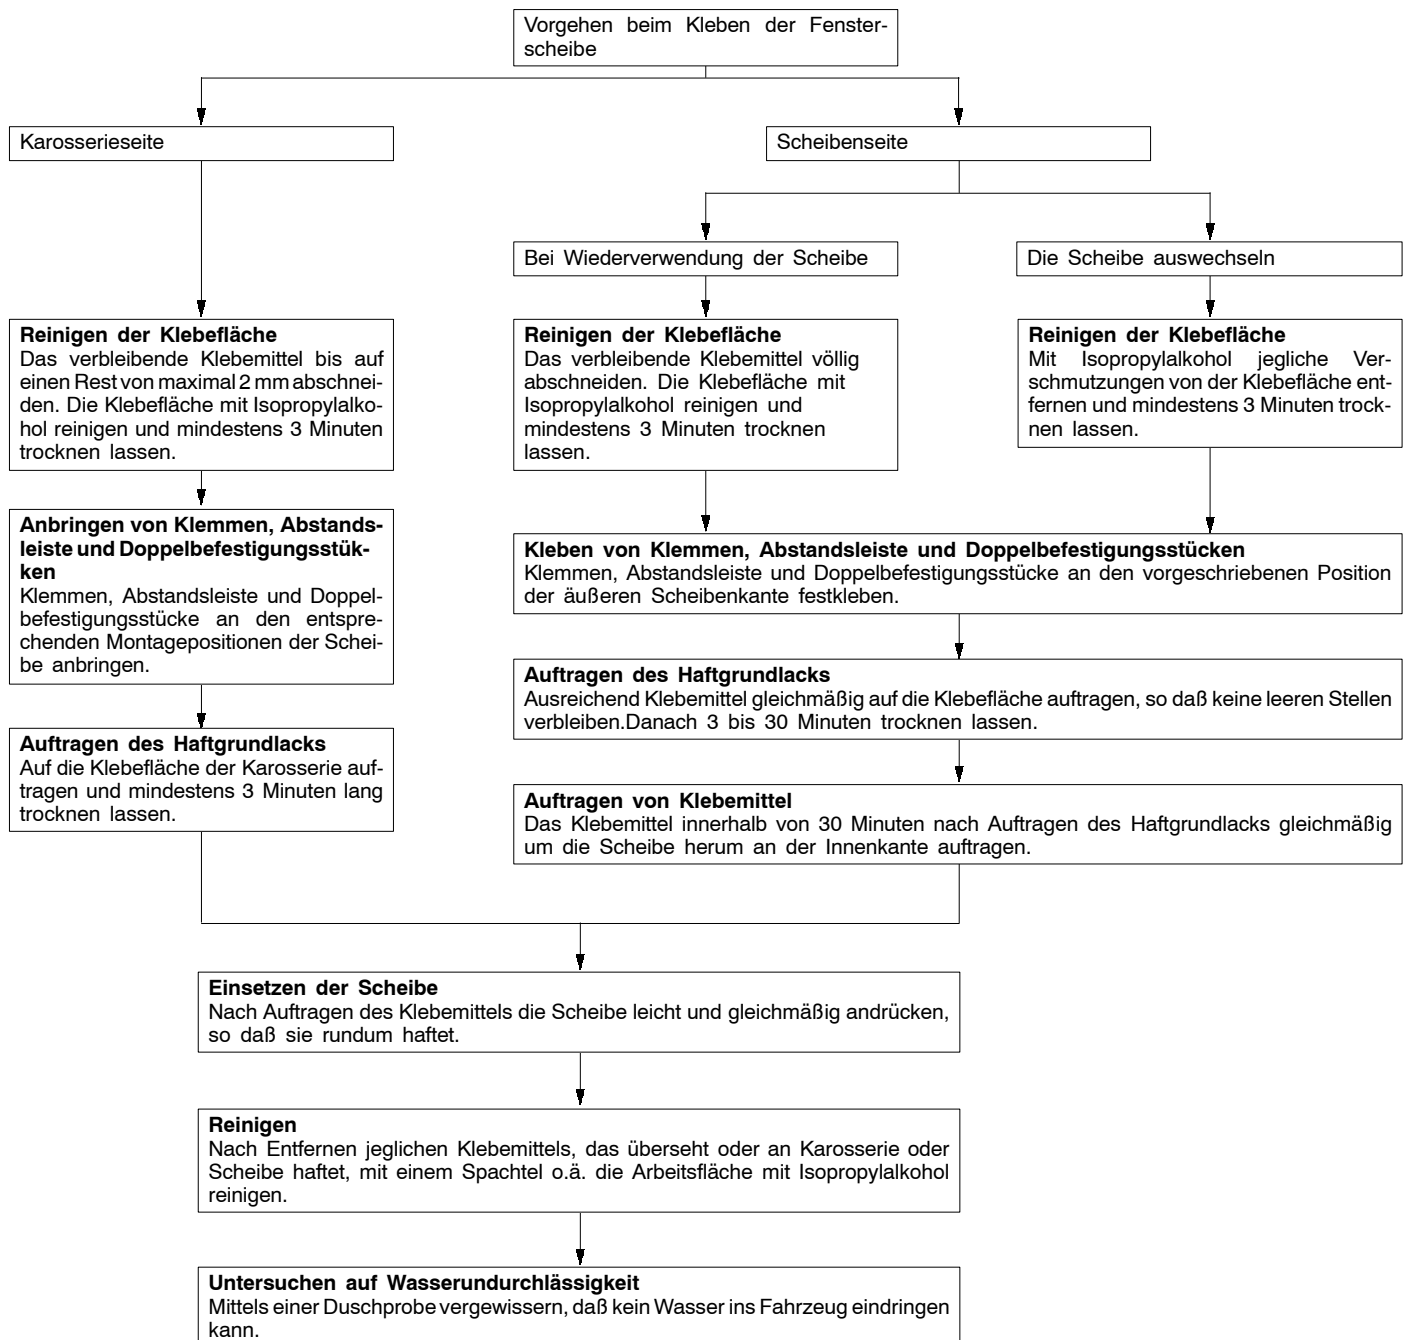 Vorgehen beim Kleben der Fenster-
scheibe
Karosserieseite
Scheibenseite
Bei Wiederverwendung der Scheibe
Die Scheibe auswechseln
Reinigen der Klebefläche
Das verbleibende Klebemittel bis auf
einen Rest von maximal 2 mm abschnei-
den. Die Klebefläche mit Isopropylalko-
hol reinigen und mindestens 3 Minuten
trocknen lassen.
Reinigen der Klebefläche
Das verbleibende Klebemittel völlig
abschneiden. Die Klebefläche mit
Isopropylalkohol reinigen und
mindestens 3 Minuten trocknen
lassen.
Reinigen der Klebefläche
Mit Isopropylalkohol jegliche Ver-
schmutzungen von der Klebefläche ent-
fernen und mindestens 3 Minuten trock-
nen lassen.
Anbringen von Klemmen, Abstands-
leiste und Doppelbefestigungsstük-
ken
Klemmen, Abstandsleiste und Doppel-
befestigungsstücke an den entspre-
chenden Montagepositionen der Schei-
be anbringen.
Kleben von Klemmen, Abstandsleiste und Doppelbefestigungsstücken
Klemmen, Abstandsleiste und Doppelbefestigungsstücke an den vorgeschriebenen Position
der äußeren Scheibenkante festkleben.
Auftragen des Haftgrundlacks
Ausreichend Klebemittel gleichmäßig auf die Klebefläche auftragen, so daß keine leeren Stellen
verbleiben.Danach 3 bis 30 Minuten trocknen lassen.
Auftragen des Haftgrundlacks
Auf die Klebefläche der Karosserie auf-
tragen und mindestens 3 Minuten lang
trocknen lassen.
Auftragen von Klebemittel
Das Klebemittel innerhalb von 30 Minuten nach Auftragen des Haftgrundlacks gleichmäßig
um die Scheibe herum an der Innenkante auftragen.
Einsetzen der Scheibe
Nach Auftragen des Klebemittels die Scheibe leicht und gleichmäßig andrücken,
so daß sie rundum haftet.
Reinigen
Nach Entfernen jeglichen Klebemittels, das überseht oder an Karosserie oder
Scheibe haftet, mit einem Spachtel o.ä. die Arbeitsfläche mit Isopropylalkohol
reinigen.
Untersuchen auf Wasserundurchlässigkeit
Mittels einer Duschprobe vergewissern, daß kein Wasser ins Fahrzeug eindringen
kann.